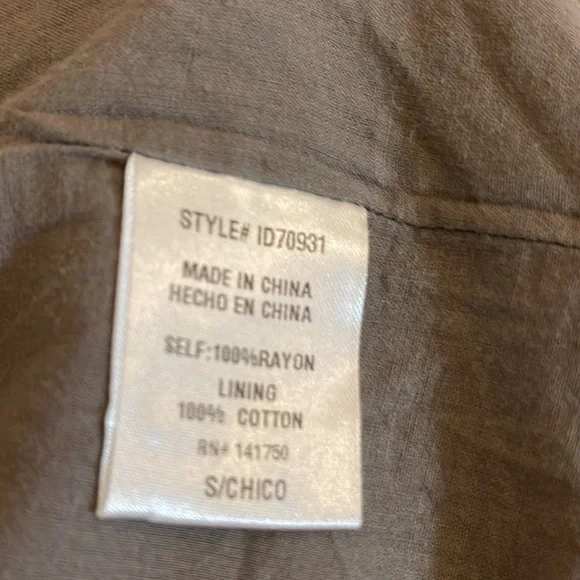 STYLE# ID70931
MADE IN CHINA
HECHO EN CHINA
SELF:100%RAYON
LINING
100% COTTON
RN# 141750
S/CHICO